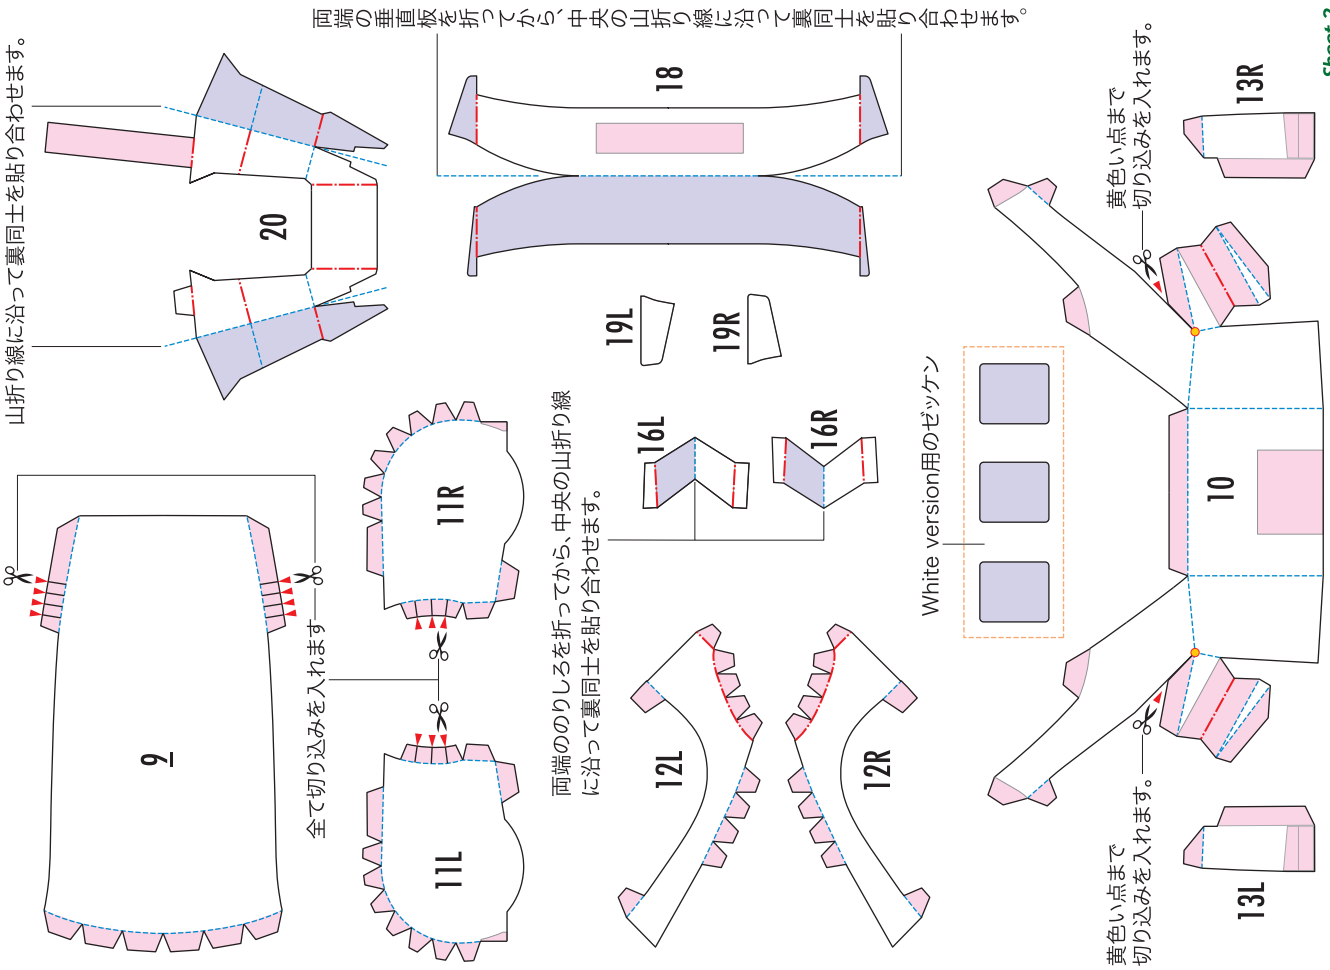 両端の垂直板を折ってから、中央の山折り線に沿って裏同士を貼り合わせます。
山折り線に沿って裏同士を貼り合わせます。
20
18
13R
黄色い点まで
切り込みを入れます。
19L
19R
両端ののりしろを折ってから、中央の山折り線
に沿って裏同士を貼り合わせます。
16L
16R
White version用のゼッケン
10
11R
全て切り込みを入れます
9
11L
12L
12R
黄色い点まで
切り込みを入れます。
13L